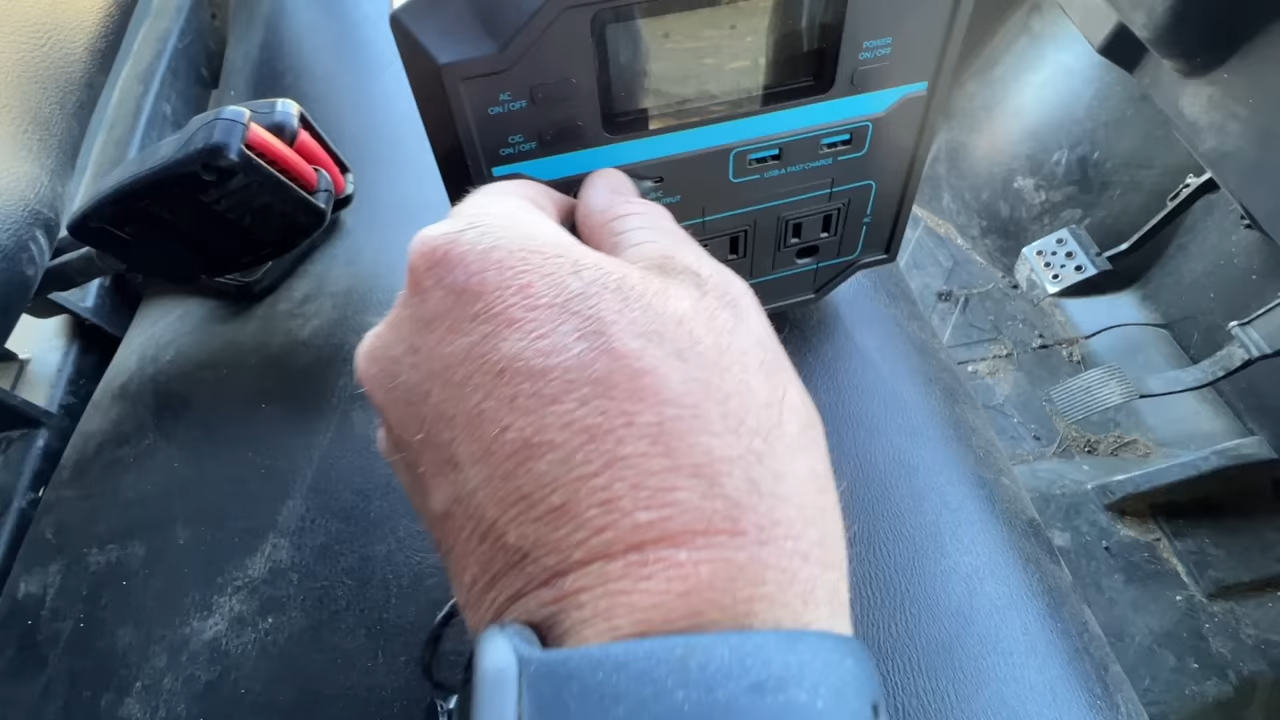 POWER
ON/OFF
AC
ON/OFF
CIG
ON/OFF
USB-A FAST CHARGE
AC